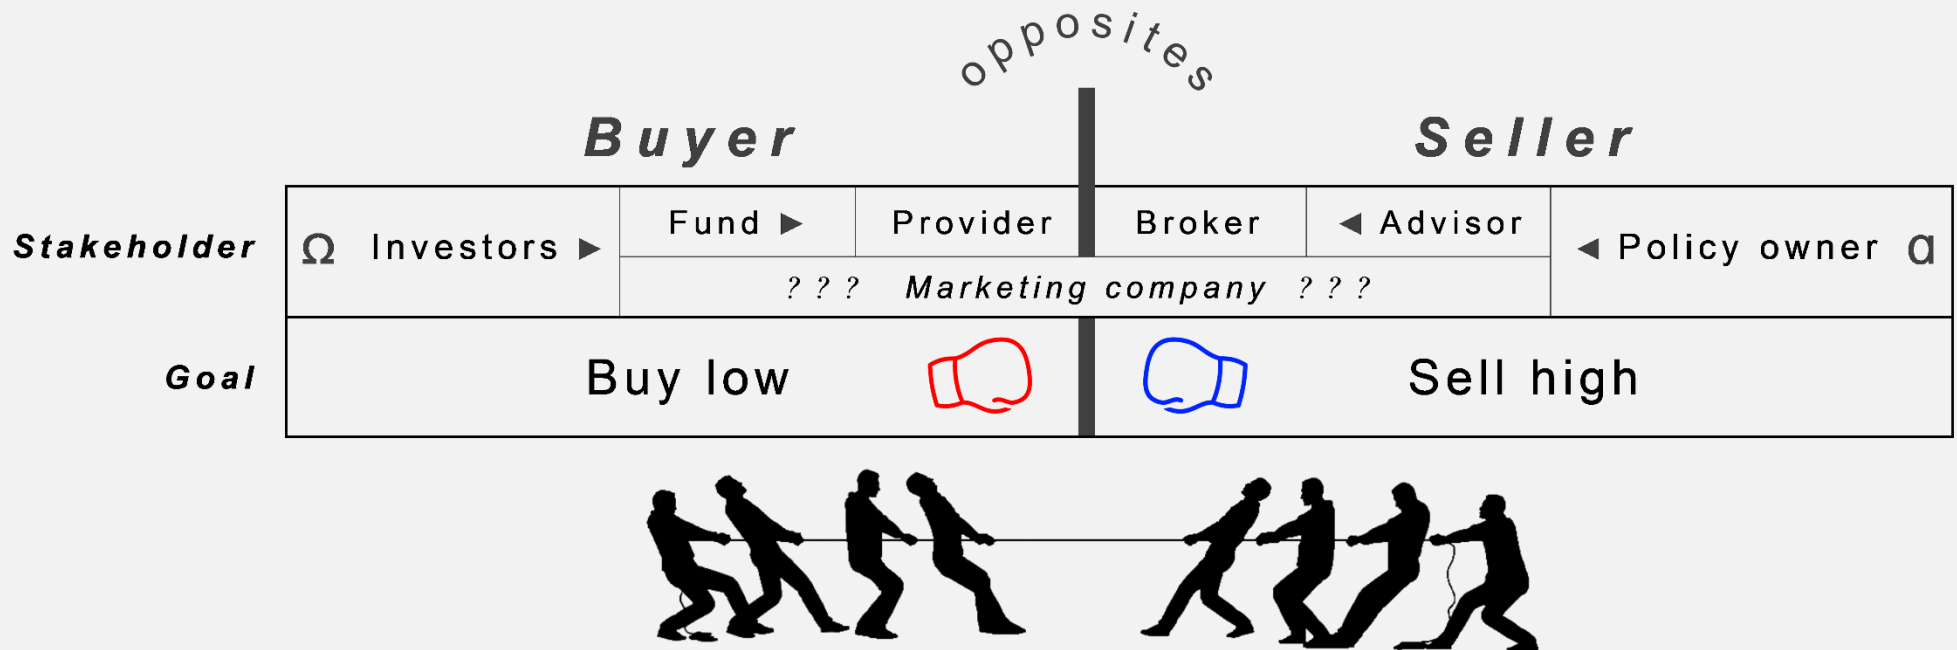 opposites
Buyer Seller
Stakeholder Ω Investors ► Fund ► Provider Broker ◄ Advisor ◄ Policy owner α
? ? ? Marketing company ? ? ?
Goal Buy low Sell high